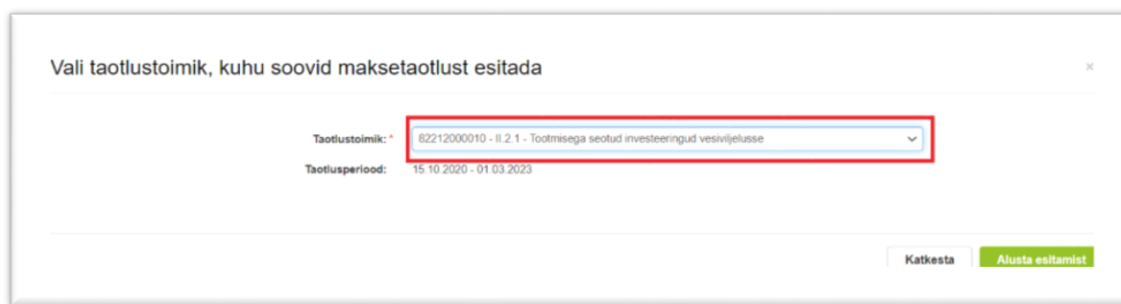 Vali taotlustoimik, kuhu soovid maksetaotlust esitada ×
Taotlustoimik: * 82212000010 - II.2.1 - Tootmisega seotud investeeringud vesiviljelusse
Taotlusperiood: 15.10.2020 - 01.03.2023
Katkesta Alusta esitamist